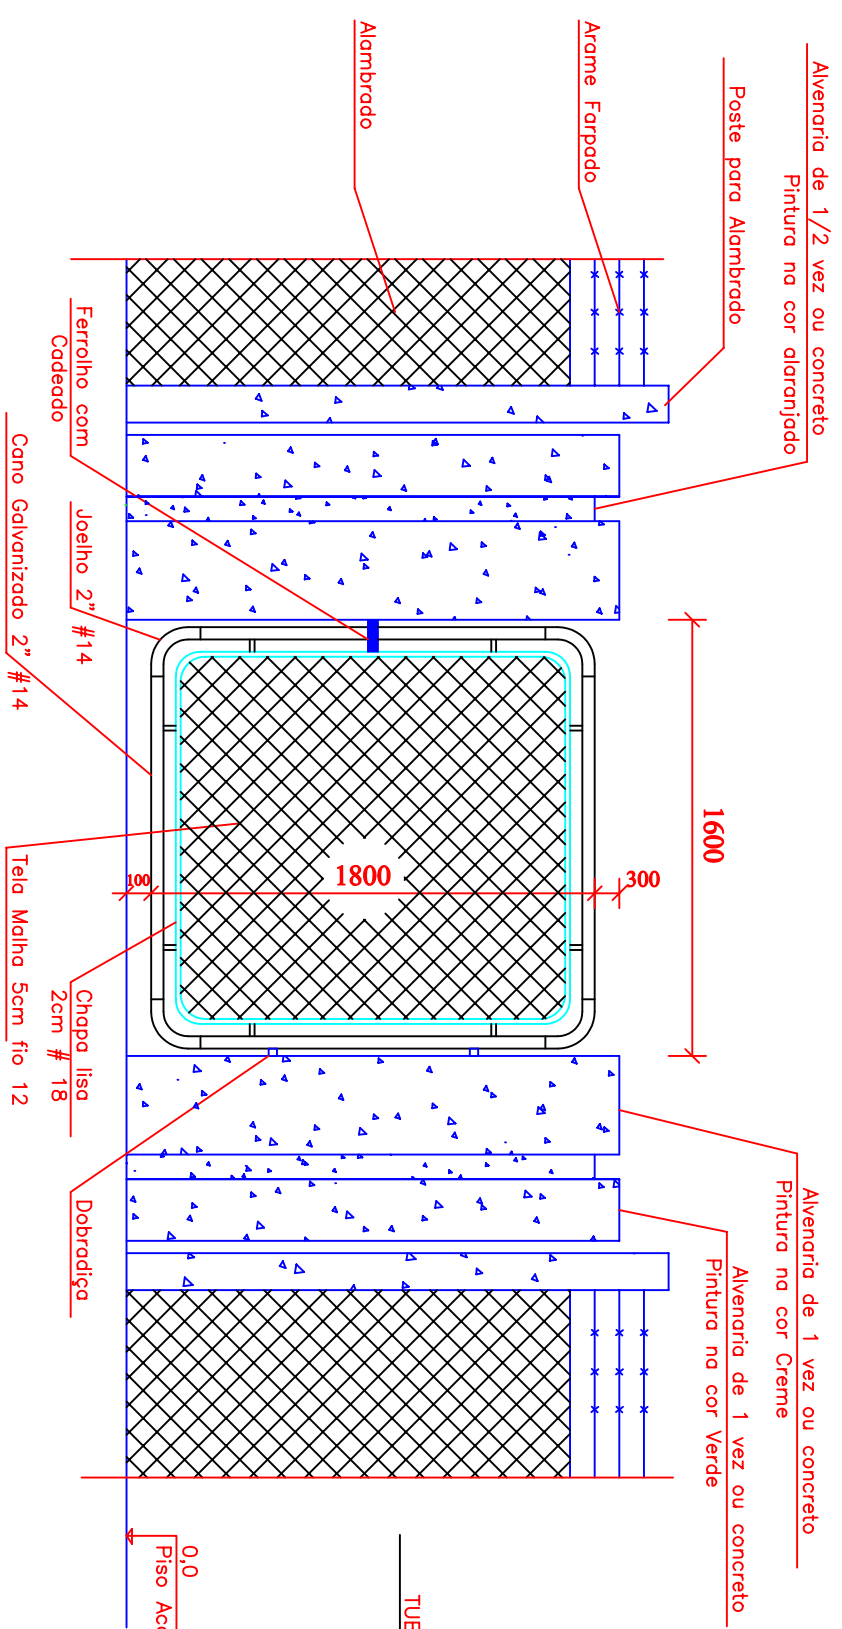 Alvenaria de 1/2 vez ou concreto
Pintura na cor alaranjado
Poste para Alambrado
Arame Farpado
Alambrado
Alvenaria de 1 vez ou concreto
Pintura na cor Creme
Alvenaria de 1 vez ou concreto
Pintura na cor Verde
1600
300
1800
100
Ferrolho com
Cadeado
Joelho 2" #14
Cano Galvanizado 2" #14
Tela Malha 5cm fio 12
Chapa lisa
2cm # 18
Dobradiça
0,0
Piso Ac
TUE